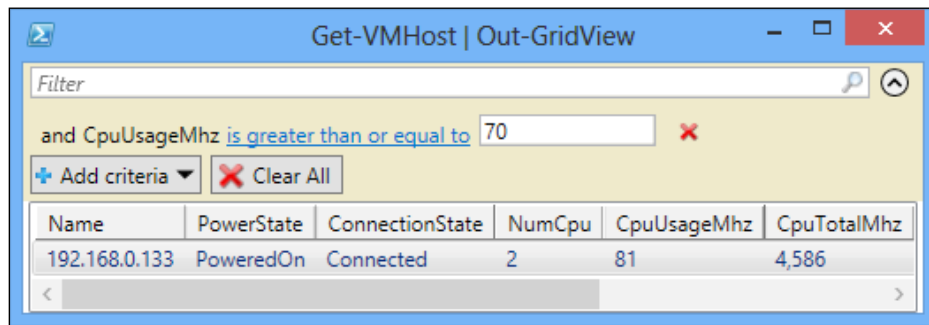 Get-VMHost | Out-GridView
Filter
and CpuUsageMhz is greater than or equal to 70
Add criteria Clear All
Name PowerState ConnectionState NumCpu CpuUsageMhz CpuTotalMhz
192.168.0.133 PoweredOn Connected 2 81 4,586